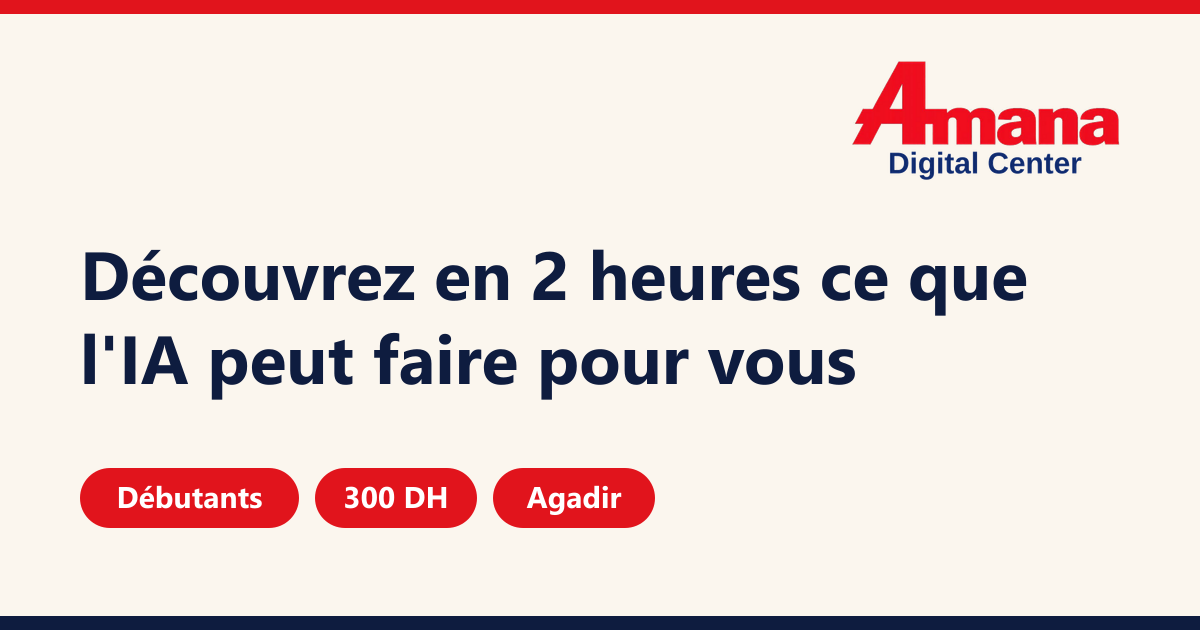 Amana
Digital Center
Découvrez en 2 heures ce que
l'IA peut faire pour vous
Débutants
300 DH
Agadir